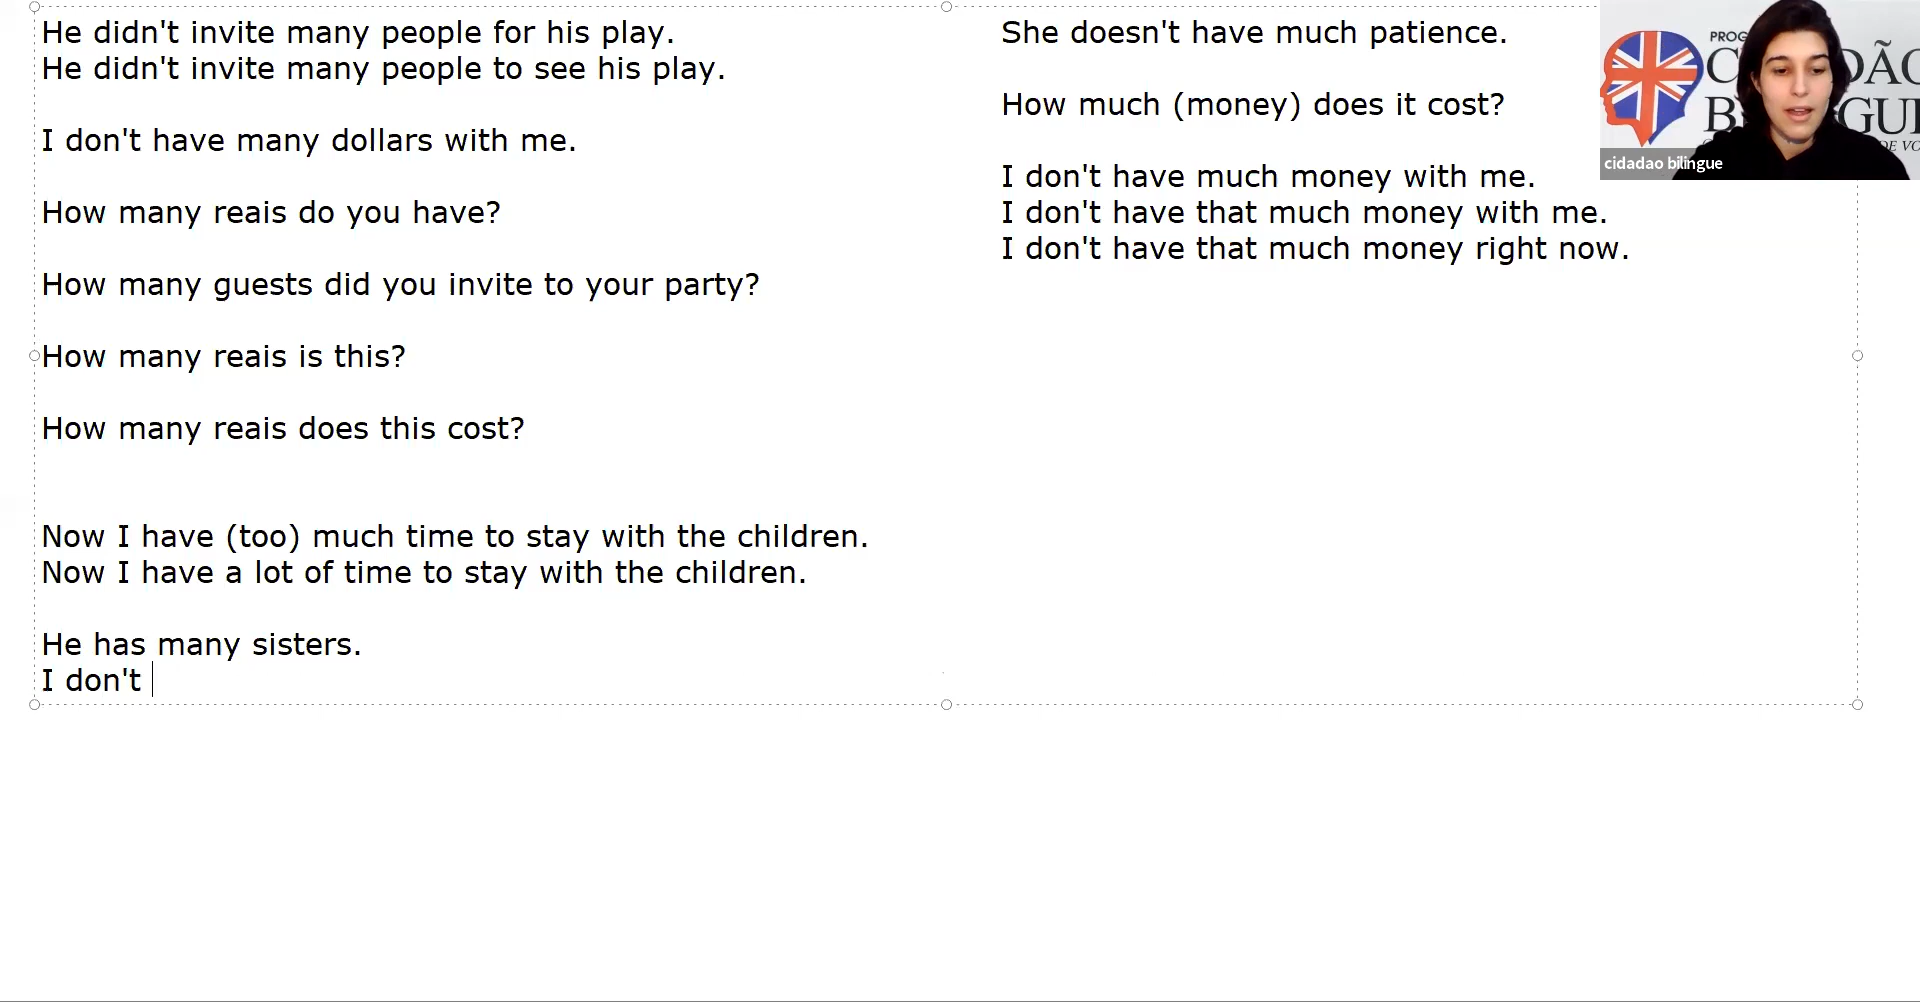 He didn't invite many people for his play.
He didn't invite many people to see his play.
I don't have many dollars with me.
How many reais do you have?
How many guests did you invite to your party?
How many reais is this?
How many reais does this cost?
Now I have (too) much time to stay with the children.
Now I have a lot of time to stay with the children.
He has many sisters.
I don't
She doesn't have much patience.
How much (money) does it cost?
I don't have much money with me.
I don't have that much money with me.
I don't have that much money right now.
cidadao bilingue